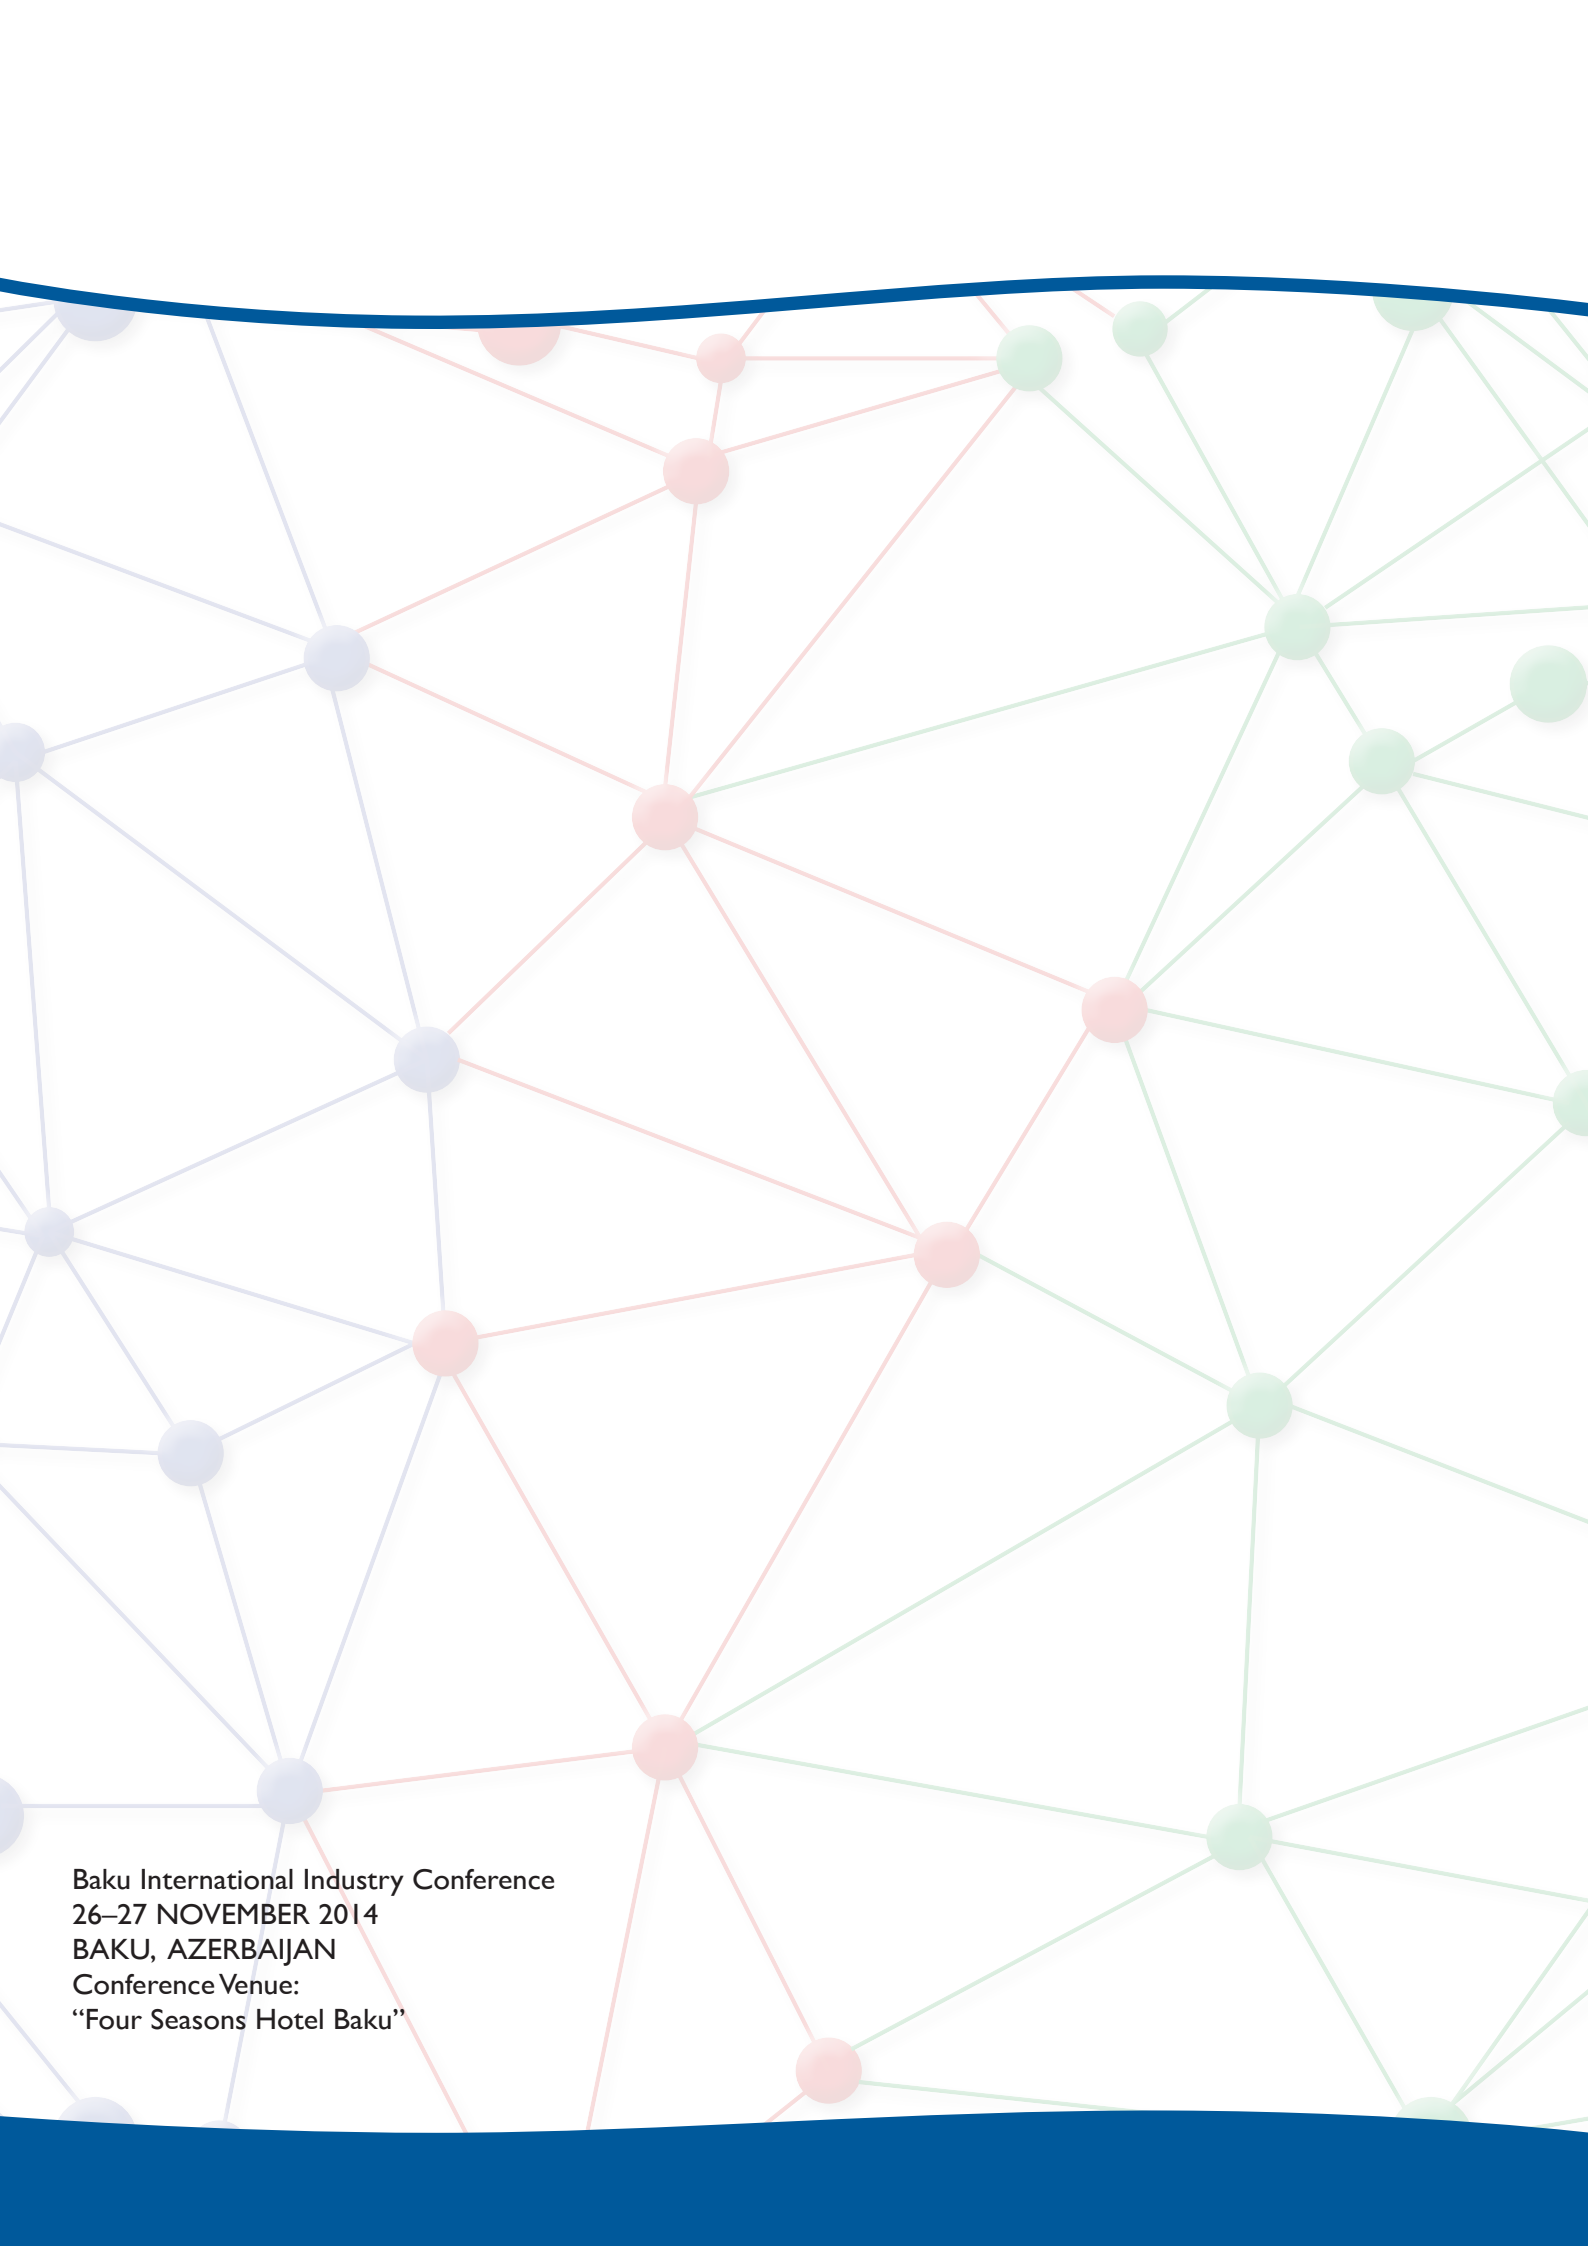 Baku International Industry Conference
26–27 NOVEMBER 2014
BAKU, AZERBAIJAN
Conference Venue:
“Four Seasons Hotel Baku”